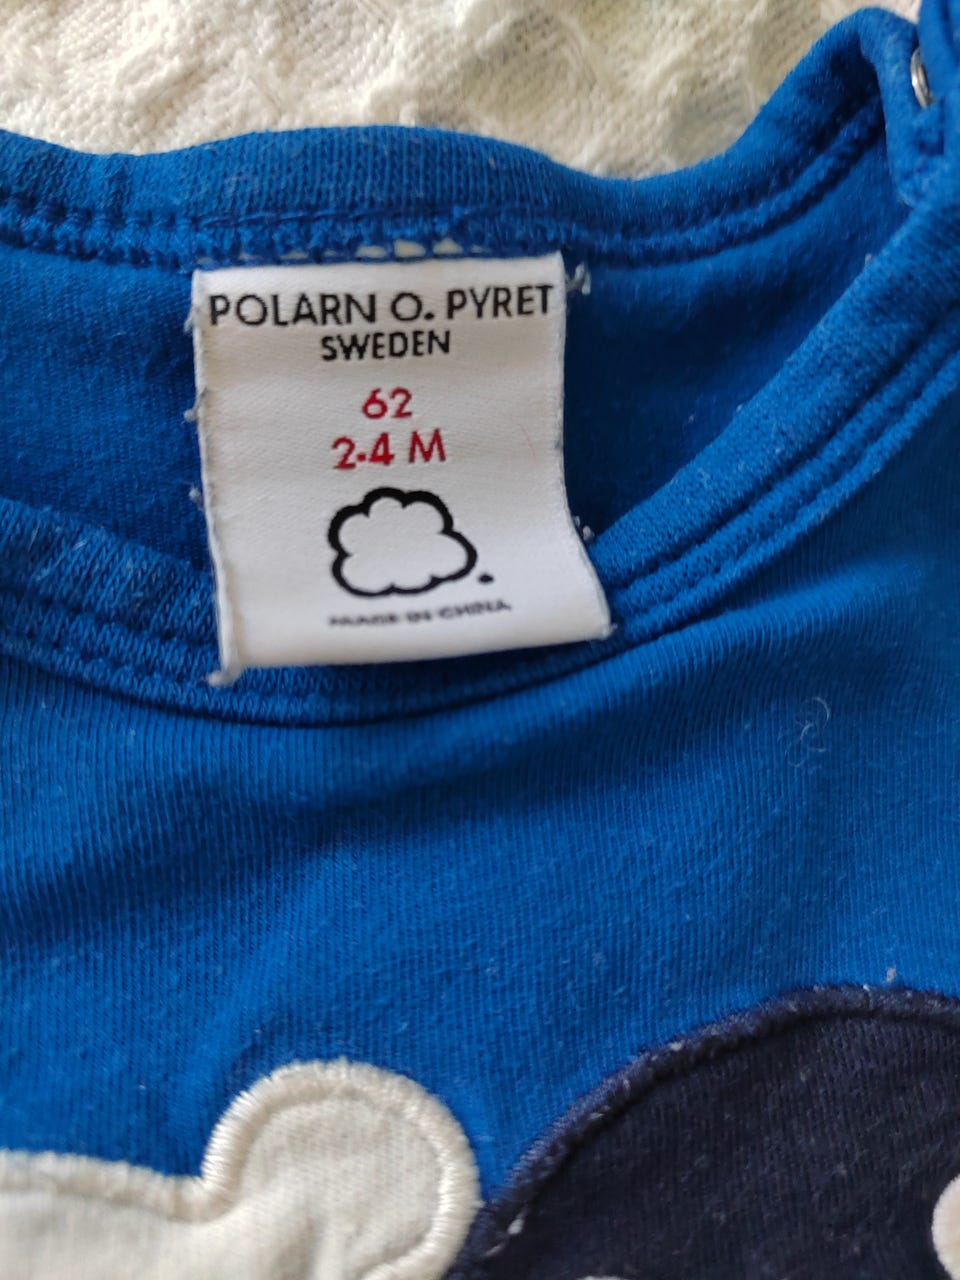 POLARN O. PYRET
SWEDEN
62
2-4 M
MADE IN CHINA